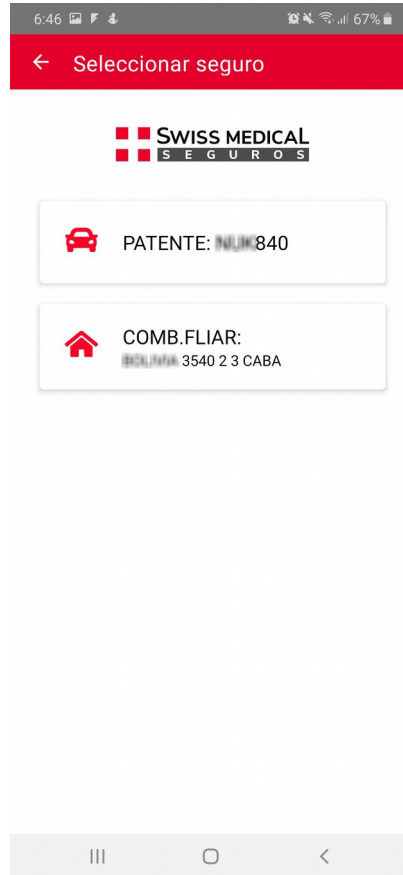 6:46 67%
Seleccionar seguro
SWISS MEDICAL
SEGUROS
PATENTE: 840
COMB.FLIAR:
3540 2 3 CABA